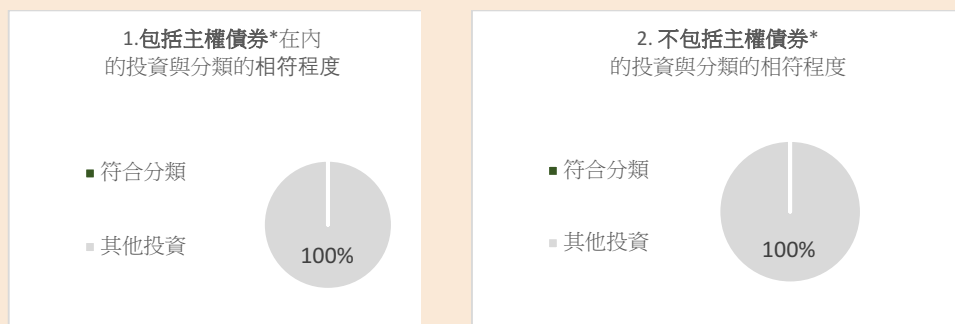 1.包括主權債券*在內
的投資與分類的相符程度
符合分類
其他投資
100%
2. 不包括主權債券*
的投資與分類的相符程度
符合分類
其他投資
100%